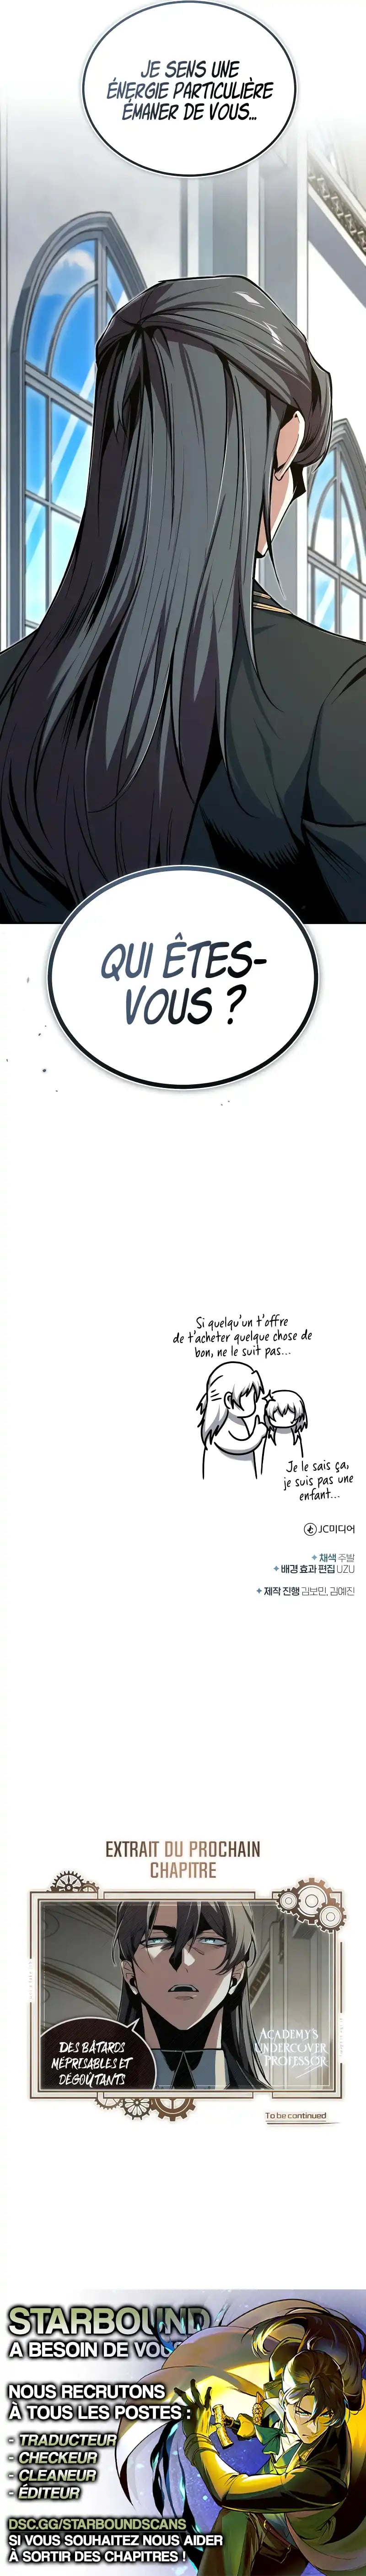 JE SENS UNE
ÉNERGIE PARTICULIÈRE
ÉMANER DE VOUS...
QUI ÊTES-
VOUS ?
Si quelqu'un t'offre
de t'acheter quelque chose de
bon, ne le suit pas...
Je le sais ça,
je suis pas une
enfant...
JC미디어
채색 주발
배경 효과 편집 UZU
제작 진행 김보민, 김예진
EXTRAIT DU PROCHAIN
CHAPITRE
DES BÂTARDS
MÉPRISABLES ET
DÉGOÛTANTS
ACADEMY'S
UNDERCOVER
PROFESSOR
To be continued
STARBOUND
A BESOIN DE VOUS
NOUS RECRUTONS
À TOUS LES POSTES :
- TRADUCTEUR
- CHECKEUR
- CLEANEUR
- ÉDITEUR
DSC.GG/STARBOUNDSCANS
SI VOUS SOUHAITEZ NOUS AIDER
À SORTIR DES CHAPITRES !